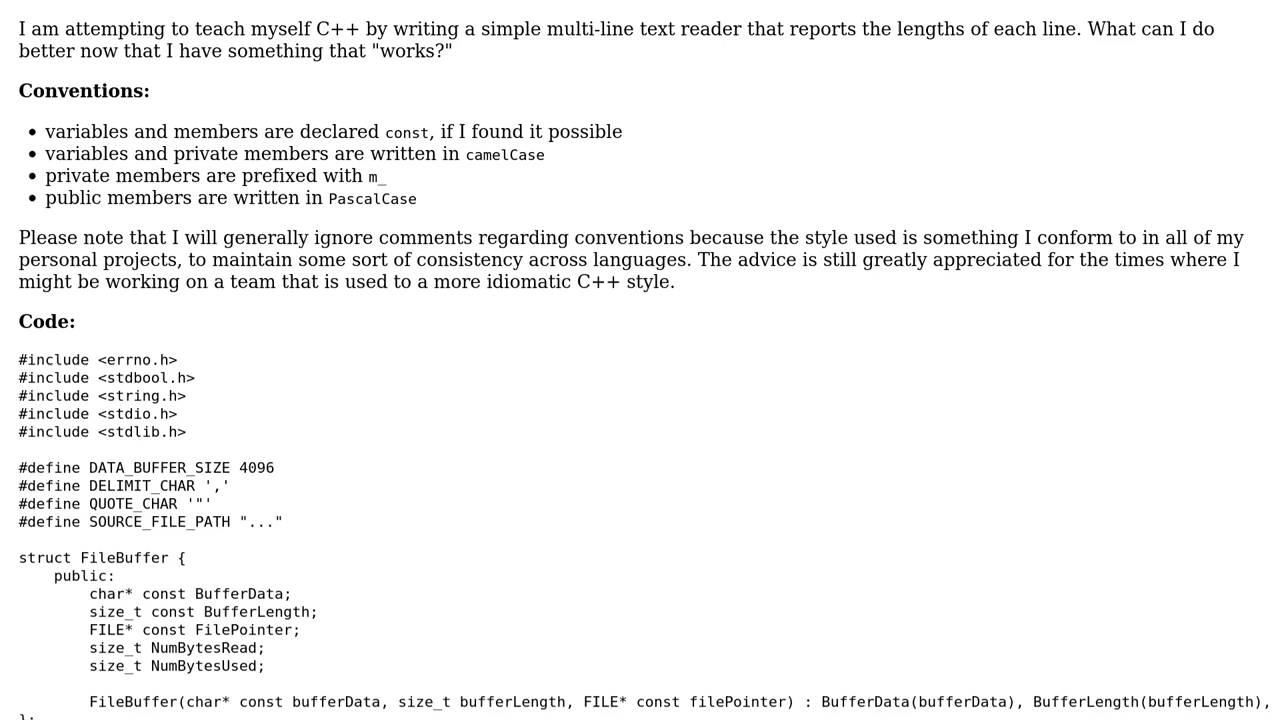 I am attempting to teach myself C++ by writing a simple multi-line text reader that reports the lengths of each line. What can I do
better now that I have something that "works?"
Conventions:
• variables and members are declared const, if I found it possible
• variables and private members are written in camelCase
• private members are prefixed with m_
• public members are written in PascalCase
Please note that I will generally ignore comments regarding conventions because the style used is something I conform to in all of my
personal projects, to maintain some sort of consistency across languages. The advice is still greatly appreciated for the times where I
might be working on a team that is used to a more idiomatic C++ style.
Code:
#include <errno.h>
#include <stdbool.h>
#include <string.h>
#include <stdio.h>
#include <stdlib.h>
#define DATA_BUFFER_SIZE 4096
#define DELIMIT_CHAR ','
#define QUOTE_CHAR '"'
#define SOURCE_FILE_PATH "..."
struct FileBuffer {
    public:
        char* const BufferData;
        size_t const BufferLength;
        FILE* const FilePointer;
        size_t NumBytesRead;
        size_t NumBytesUsed;
        FileBuffer(char* const bufferData, size_t bufferLength, FILE* const filePointer) : BufferData(bufferData), BufferLength(bufferLength),
};